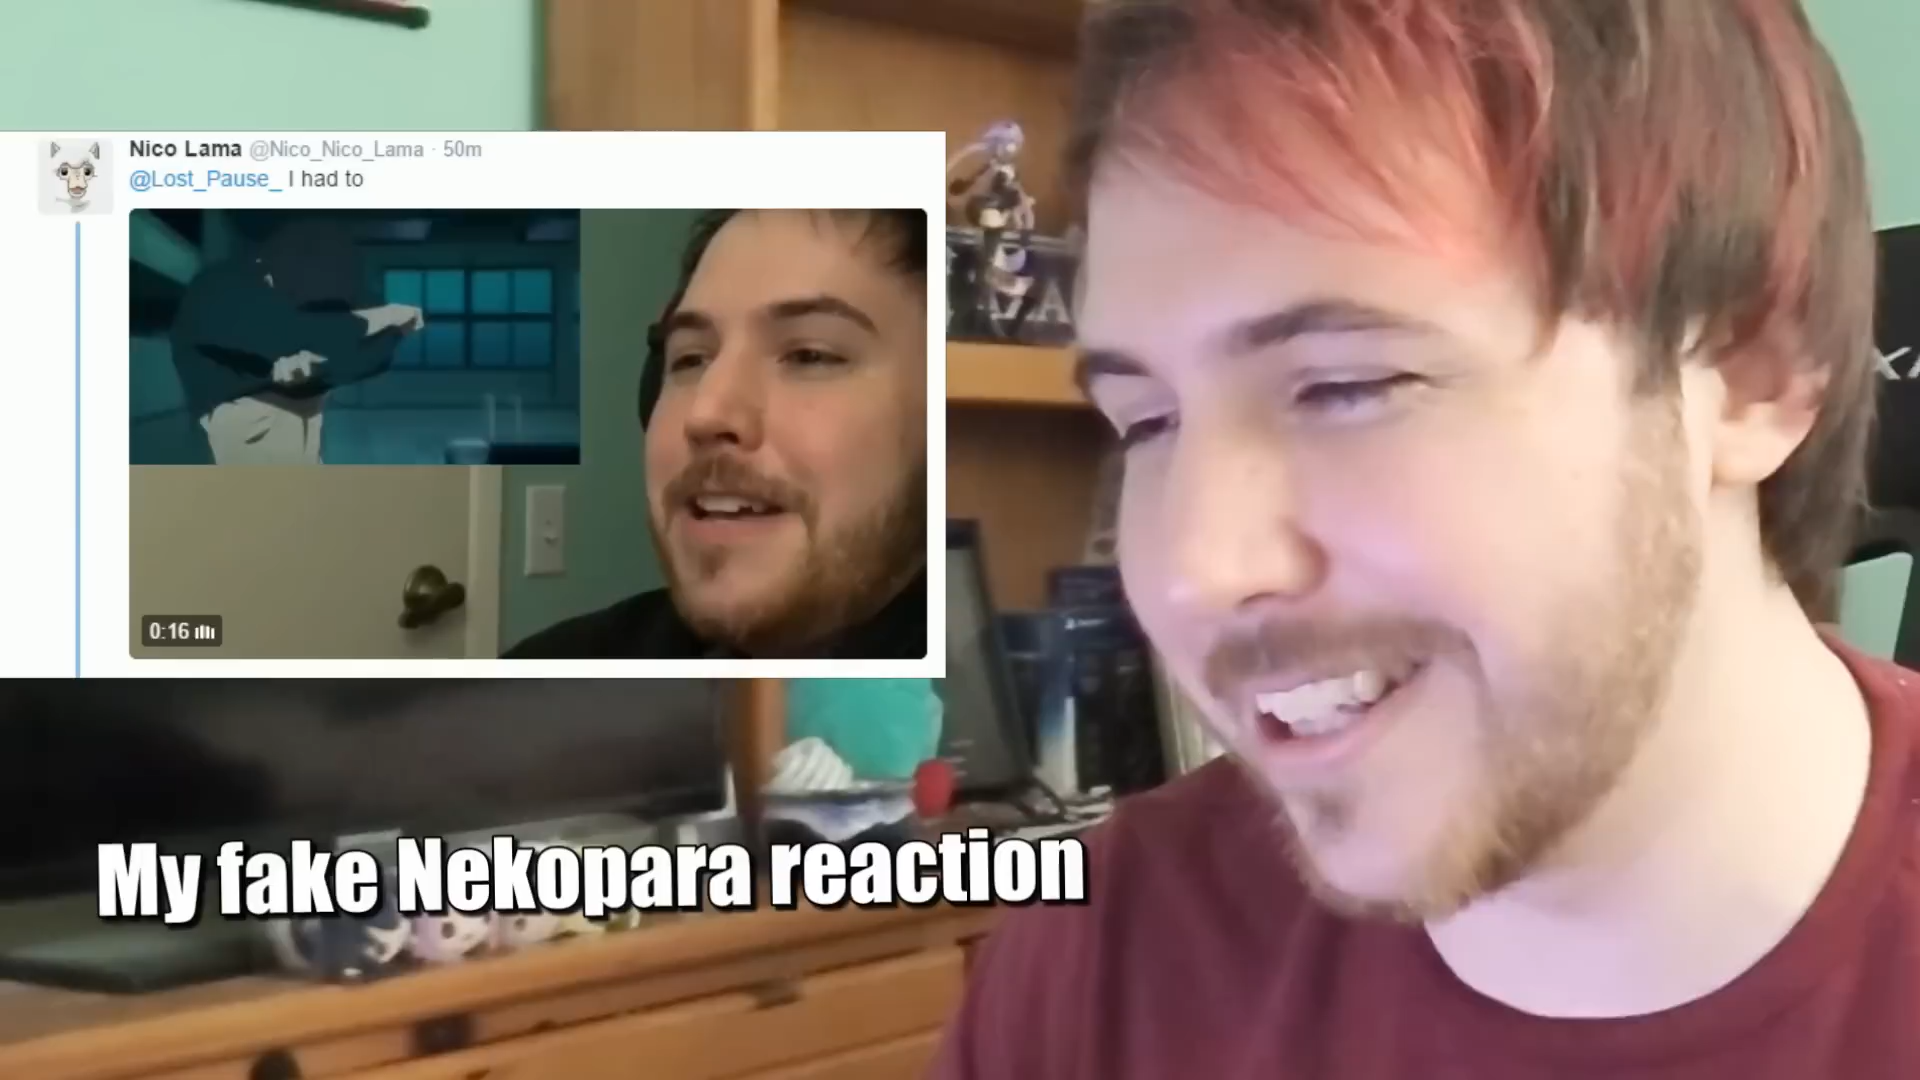 Nico Lama @Nico_Nico_Lama · 50m
@Lost_Pause_ I had to
0:16
My fake Nekopara reaction